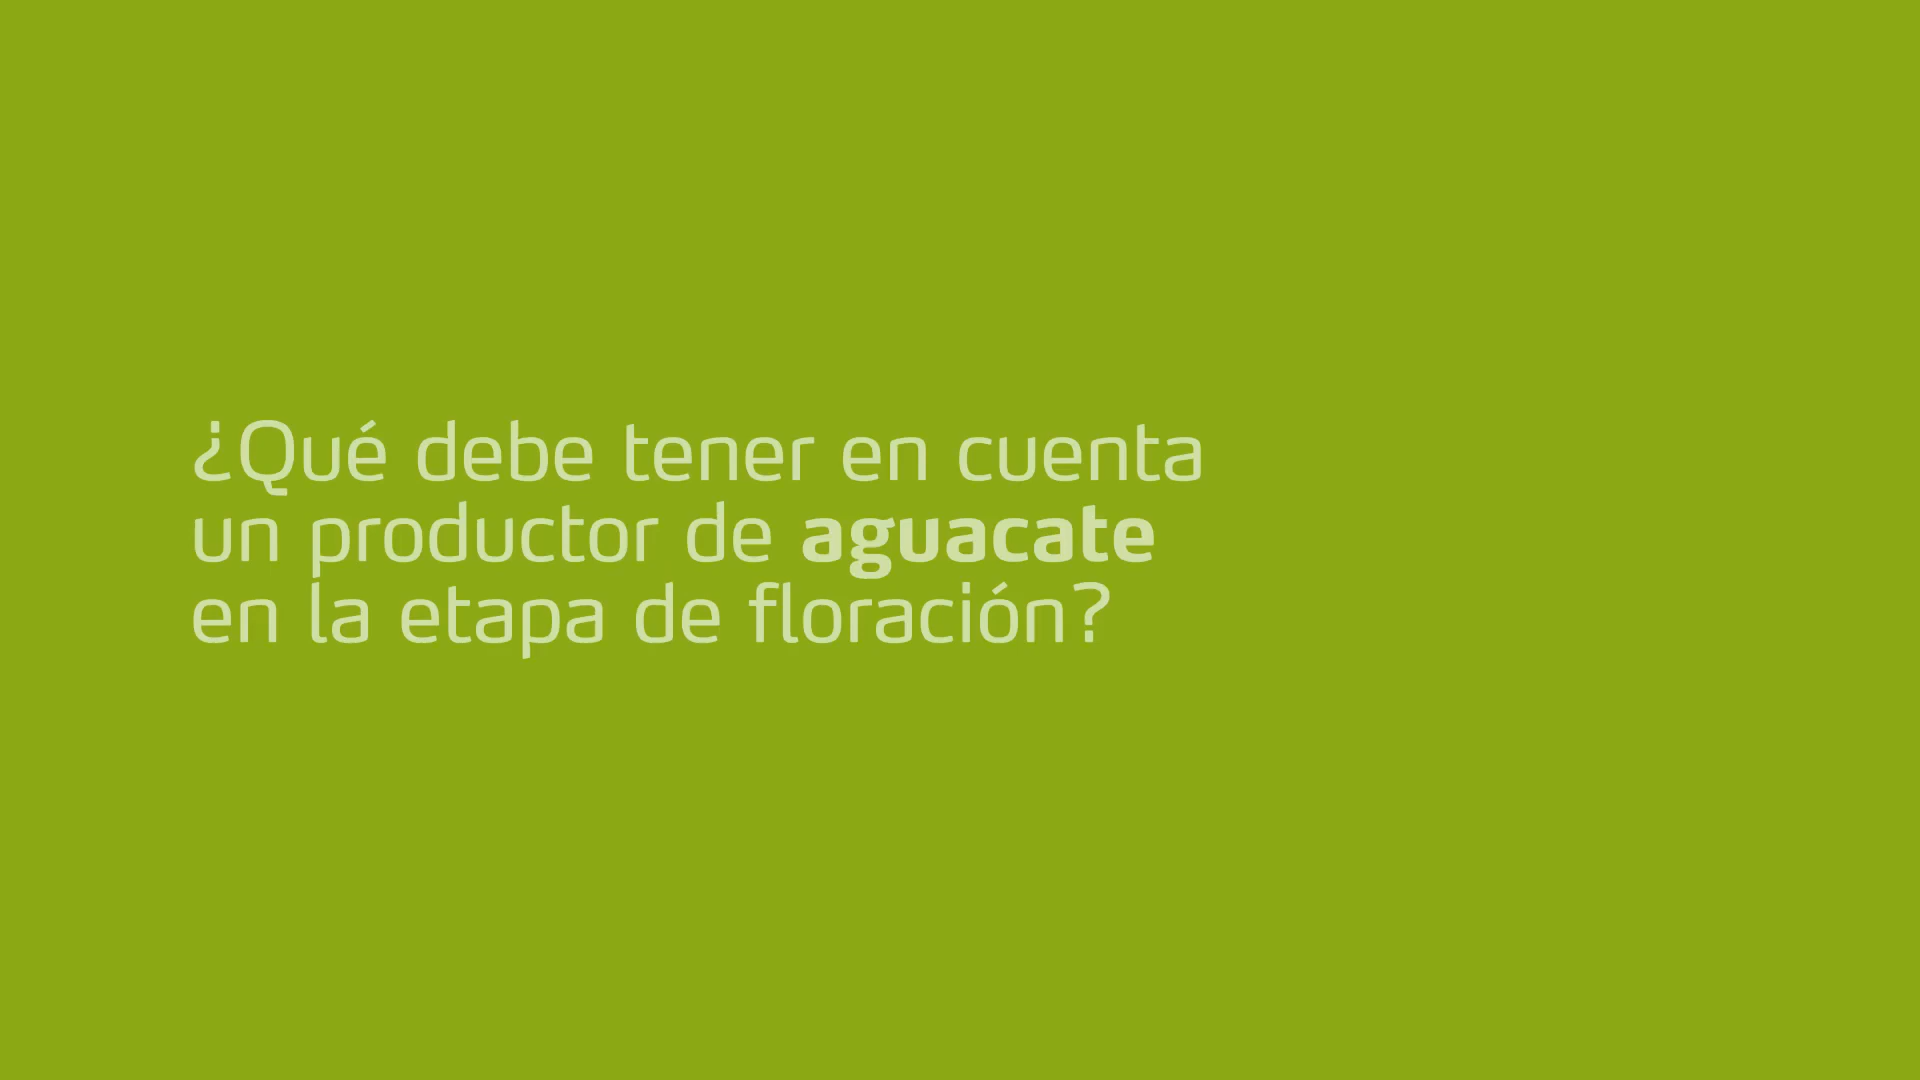 ¿Qué debe tener en cuenta
un productor de aguacate
en la etapa de floración?